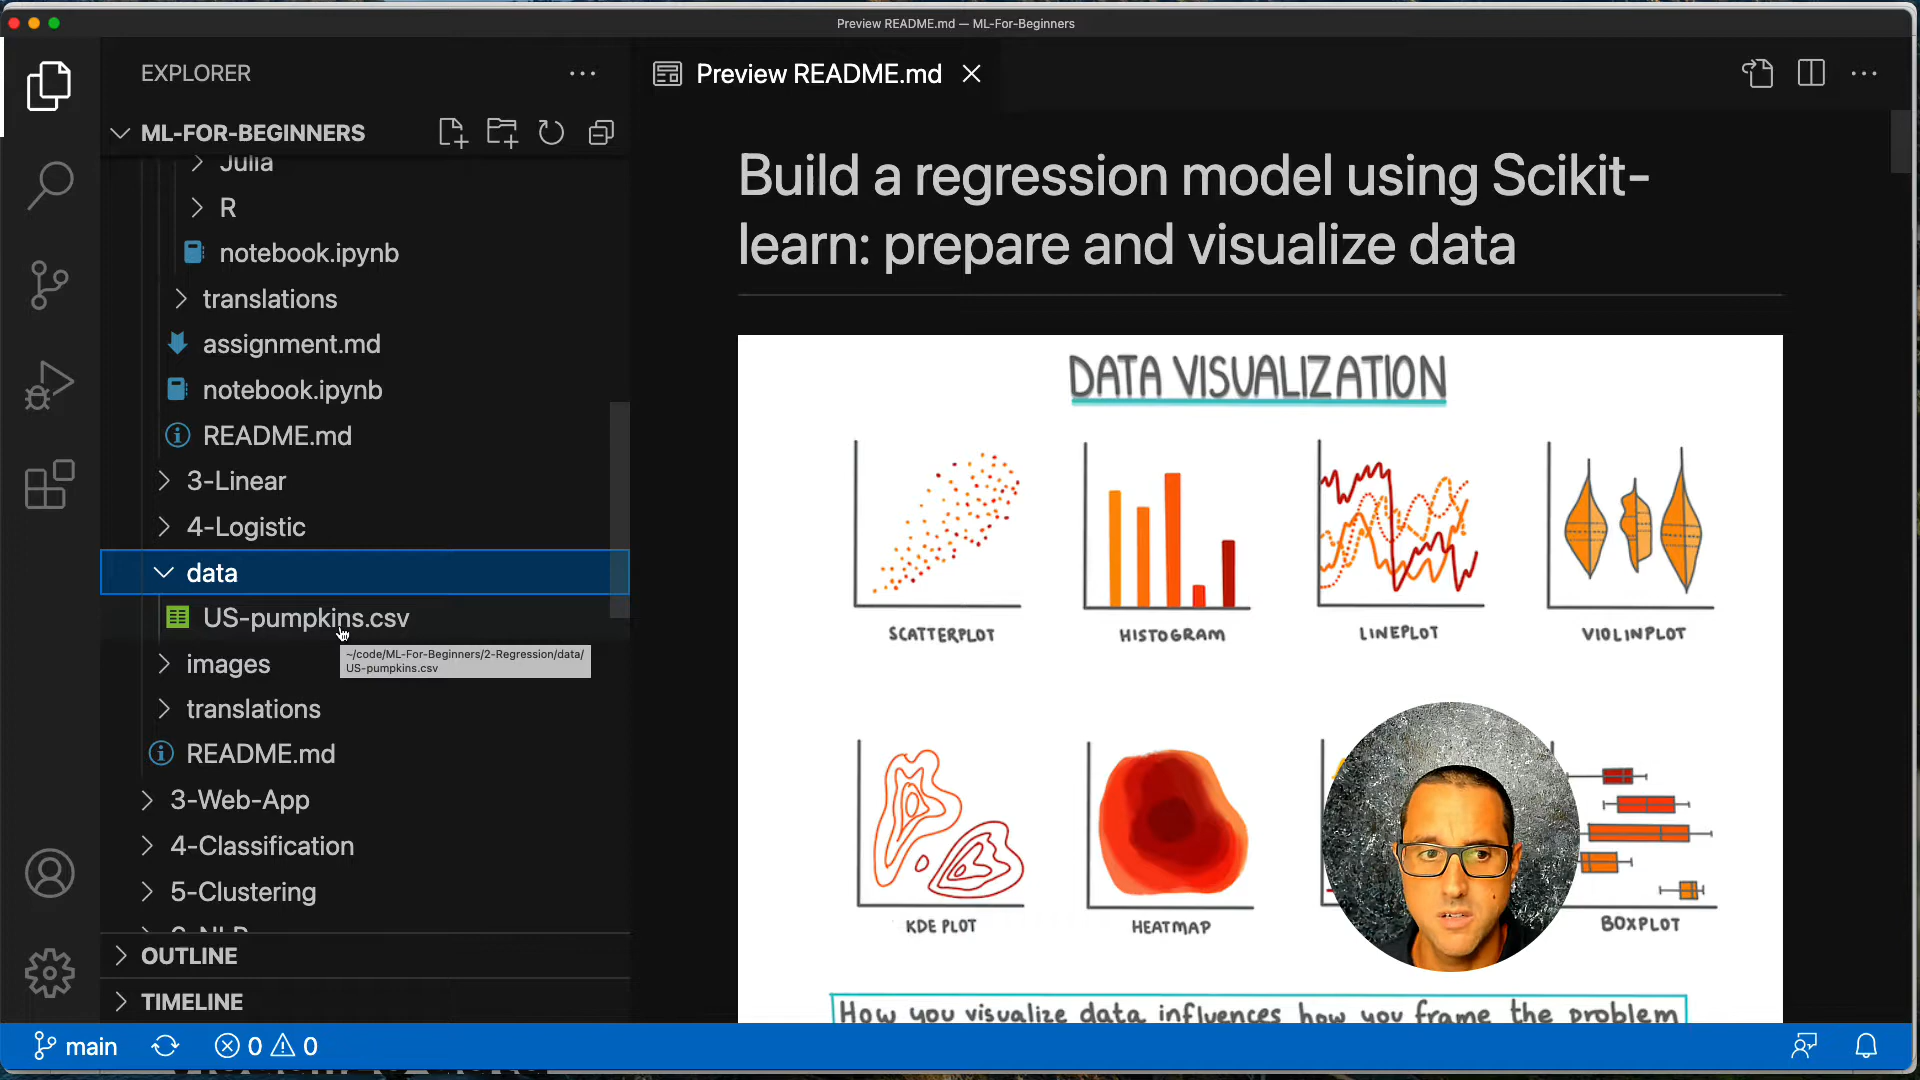 Preview README.md — ML-For-Beginners
EXPLORER
Preview README.md
ML-FOR-BEGINNERS
Julia
R
notebook.ipynb
translations
assignment.md
notebook.ipynb
README.md
3-Linear
4-Logistic
data
US-pumpkins.csv
~/code/ML-For-Beginners/2-Regression/data/
US-pumpkins.csv
images
translations
README.md
3-Web-App
4-Classification
5-Clustering
OUTLINE
TIMELINE
Build a regression model using Scikit-
learn: prepare and visualize data
DATA VISUALIZATION
SCATTERPLOT
HISTOGRAM
LINEPLOT
VIOLINPLOT
KDE PLOT
HEATMAP
BOXPLOT
How you visualize data influences how you frame the problem
main
0
0